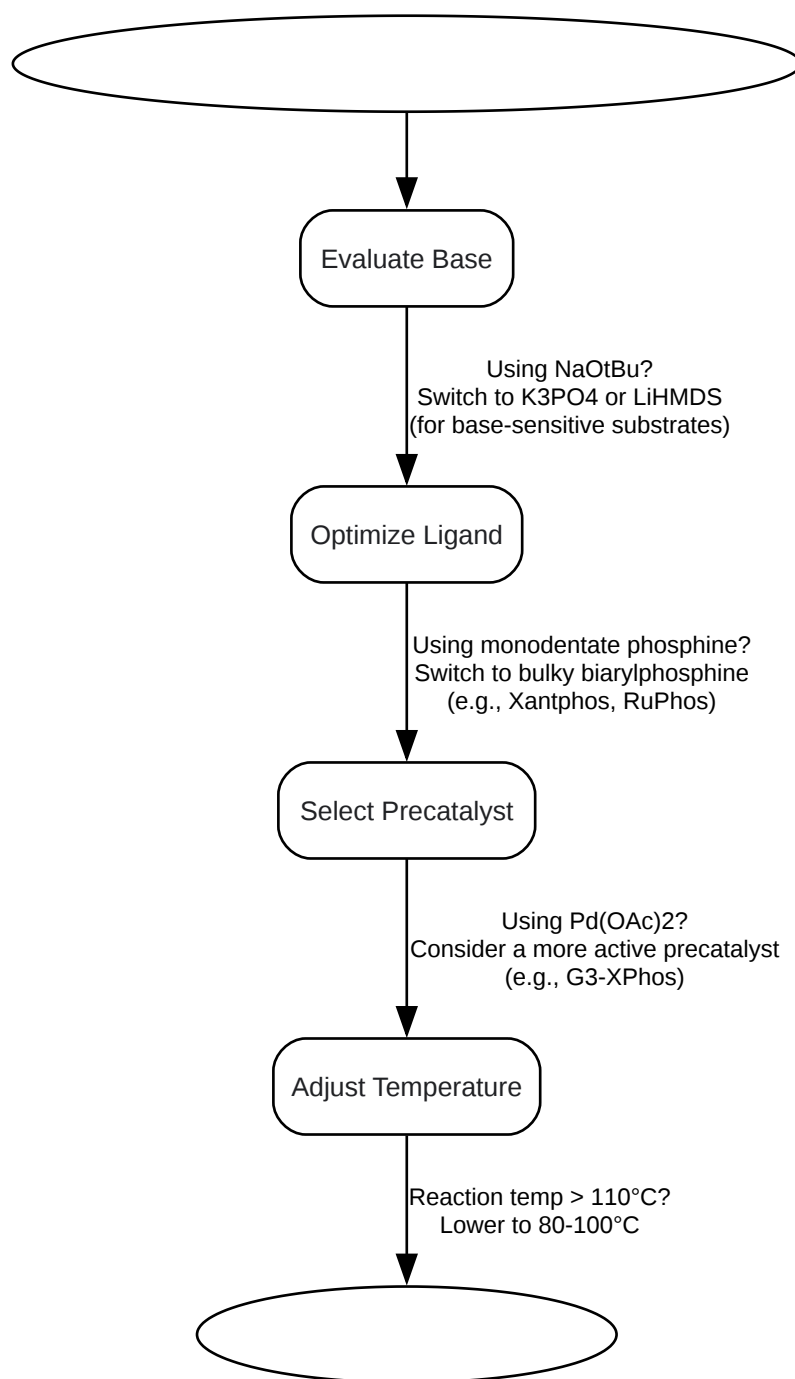 Evaluate Base
Using NaOtBu?
Switch to K3PO4 or LiHMDS
(for base-sensitive substrates)
Optimize Ligand
Using monodentate phosphine?
Switch to bulky biarylphosphine
(e.g., Xantphos, RuPhos)
Select Precatalyst
Using Pd(OAc)2?
Consider a more active precatalyst
(e.g., G3-XPhos)
Adjust Temperature
Reaction temp > 110°C?
Lower to 80-100°C